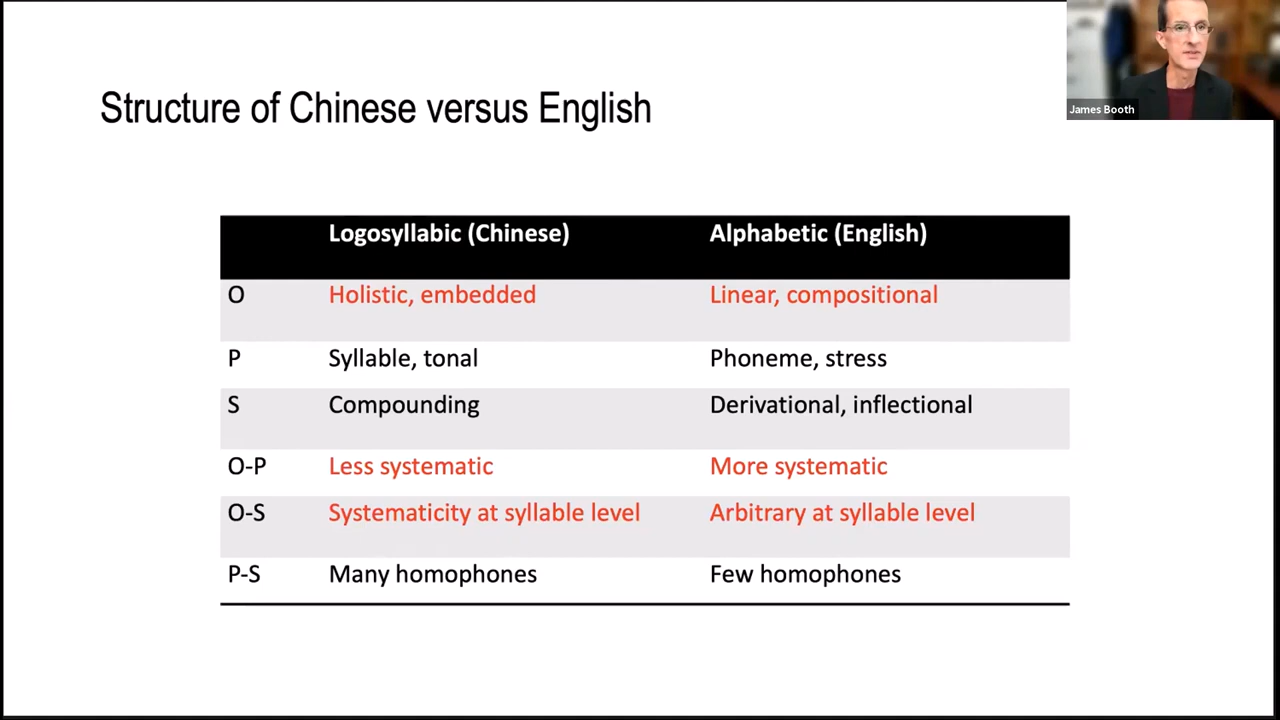 James Booth
Structure of Chinese versus English
Logosyllabic (Chinese) Alphabetic (English)
O Holistic, embedded Linear, compositional
P Syllable, tonal Phoneme, stress
S Compounding Derivational, inflectional
O-P Less systematic More systematic
O-S Systematicity at syllable level Arbitrary at syllable level
P-S Many homophones Few homophones